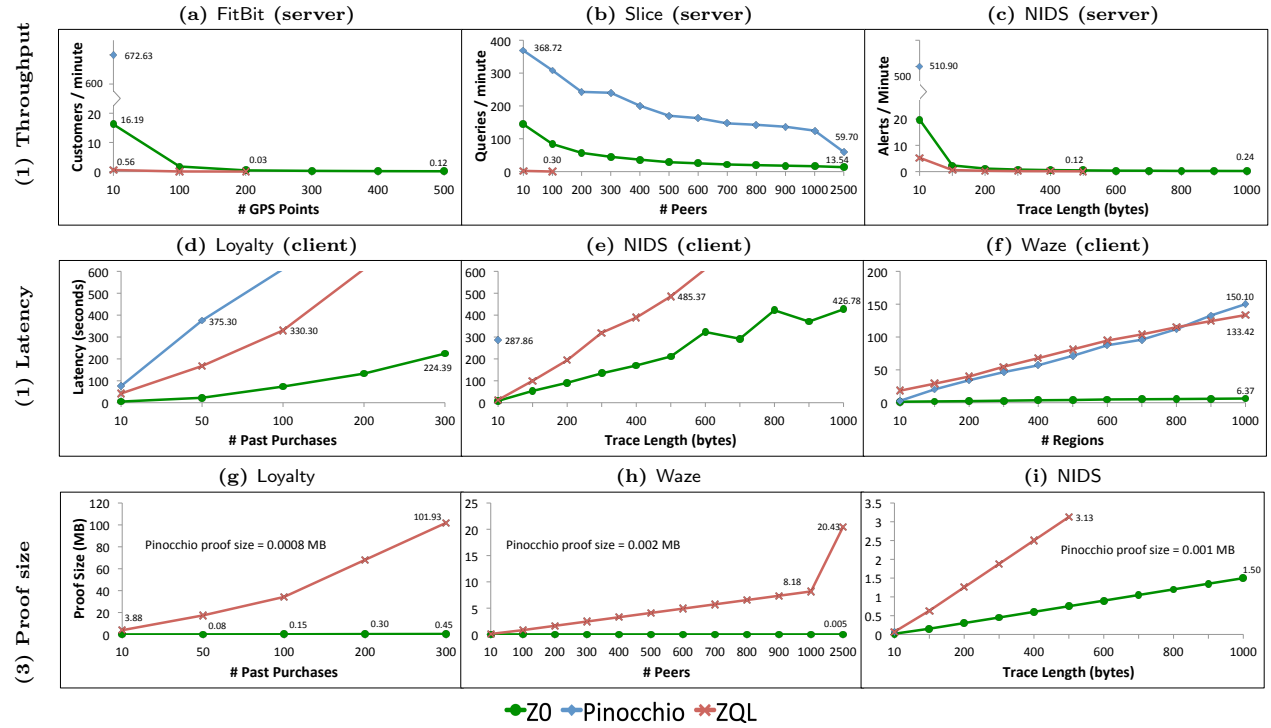 (a) FitBit (server)
(b) Slice (server)
(c) NIDS (server)
(1) Throughput
Customers / minute
672.63
600
20
16.19
10
0.56
0.03
0.12
0
10 100 200 300 400 500
# GPS Points
Queries / minute
400
368.72
300
200
100
59.70
0.30
13.54
0
10 100 200 300 400 500 600 700 800 900 1000 2500
# Peers
Alerts / Minute
510.90
500
20
10
0.12
0.24
0
10 200 400 600 800 1000
Trace Length (bytes)
(d) Loyalty (client)
(e) NIDS (client)
(f) Waze (client)
(1) Latency
Latency (seconds)
600
500
400
375.30
330.30
300
200
224.39
100
0
10 50 100 200 300
# Past Purchases
600
500
485.37
426.78
400
300
287.86
200
100
0
10 200 400 600 800 1000
Trace Length (bytes)
200
150
150.10
133.42
100
50
6.37
0
10 200 400 600 800 1000
# Regions
(g) Loyalty
(h) Waze
(i) NIDS
(3) Proof size
Proof Size (MB)
120
101.93
100
80
Pinocchio proof size = 0.0008 MB
60
40
20
3.88
0.08
0.15
0.30
0.45
0
10 50 100 200 300
# Past Purchases
25
20.43
20
Pinocchio proof size = 0.002 MB
15
10
8.18
5
0.005
0
10 100 200 300 400 500 600 700 800 900 1000 2500
# Peers
3.5
3
3.13
2.5
Pinocchio proof size = 0.001 MB
2
1.50
1.5
1
0.5
0
10 200 400 600 800 1000
Trace Length (bytes)
Z0 Pinocchio ZQL